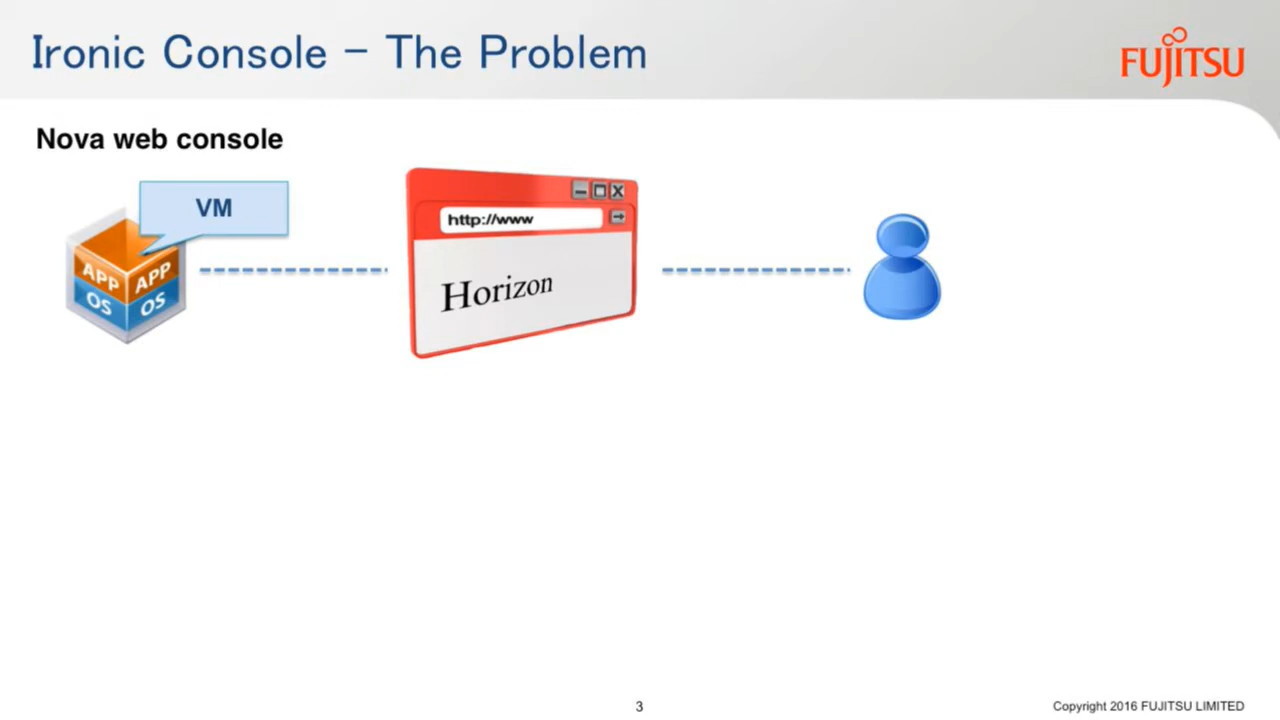 Ironic Console – The Problem
FUJITSU
Nova web console
VM
http://www
APP APP
OS OS
Horizon
3
Copyright 2016 FUJITSU LIMITED